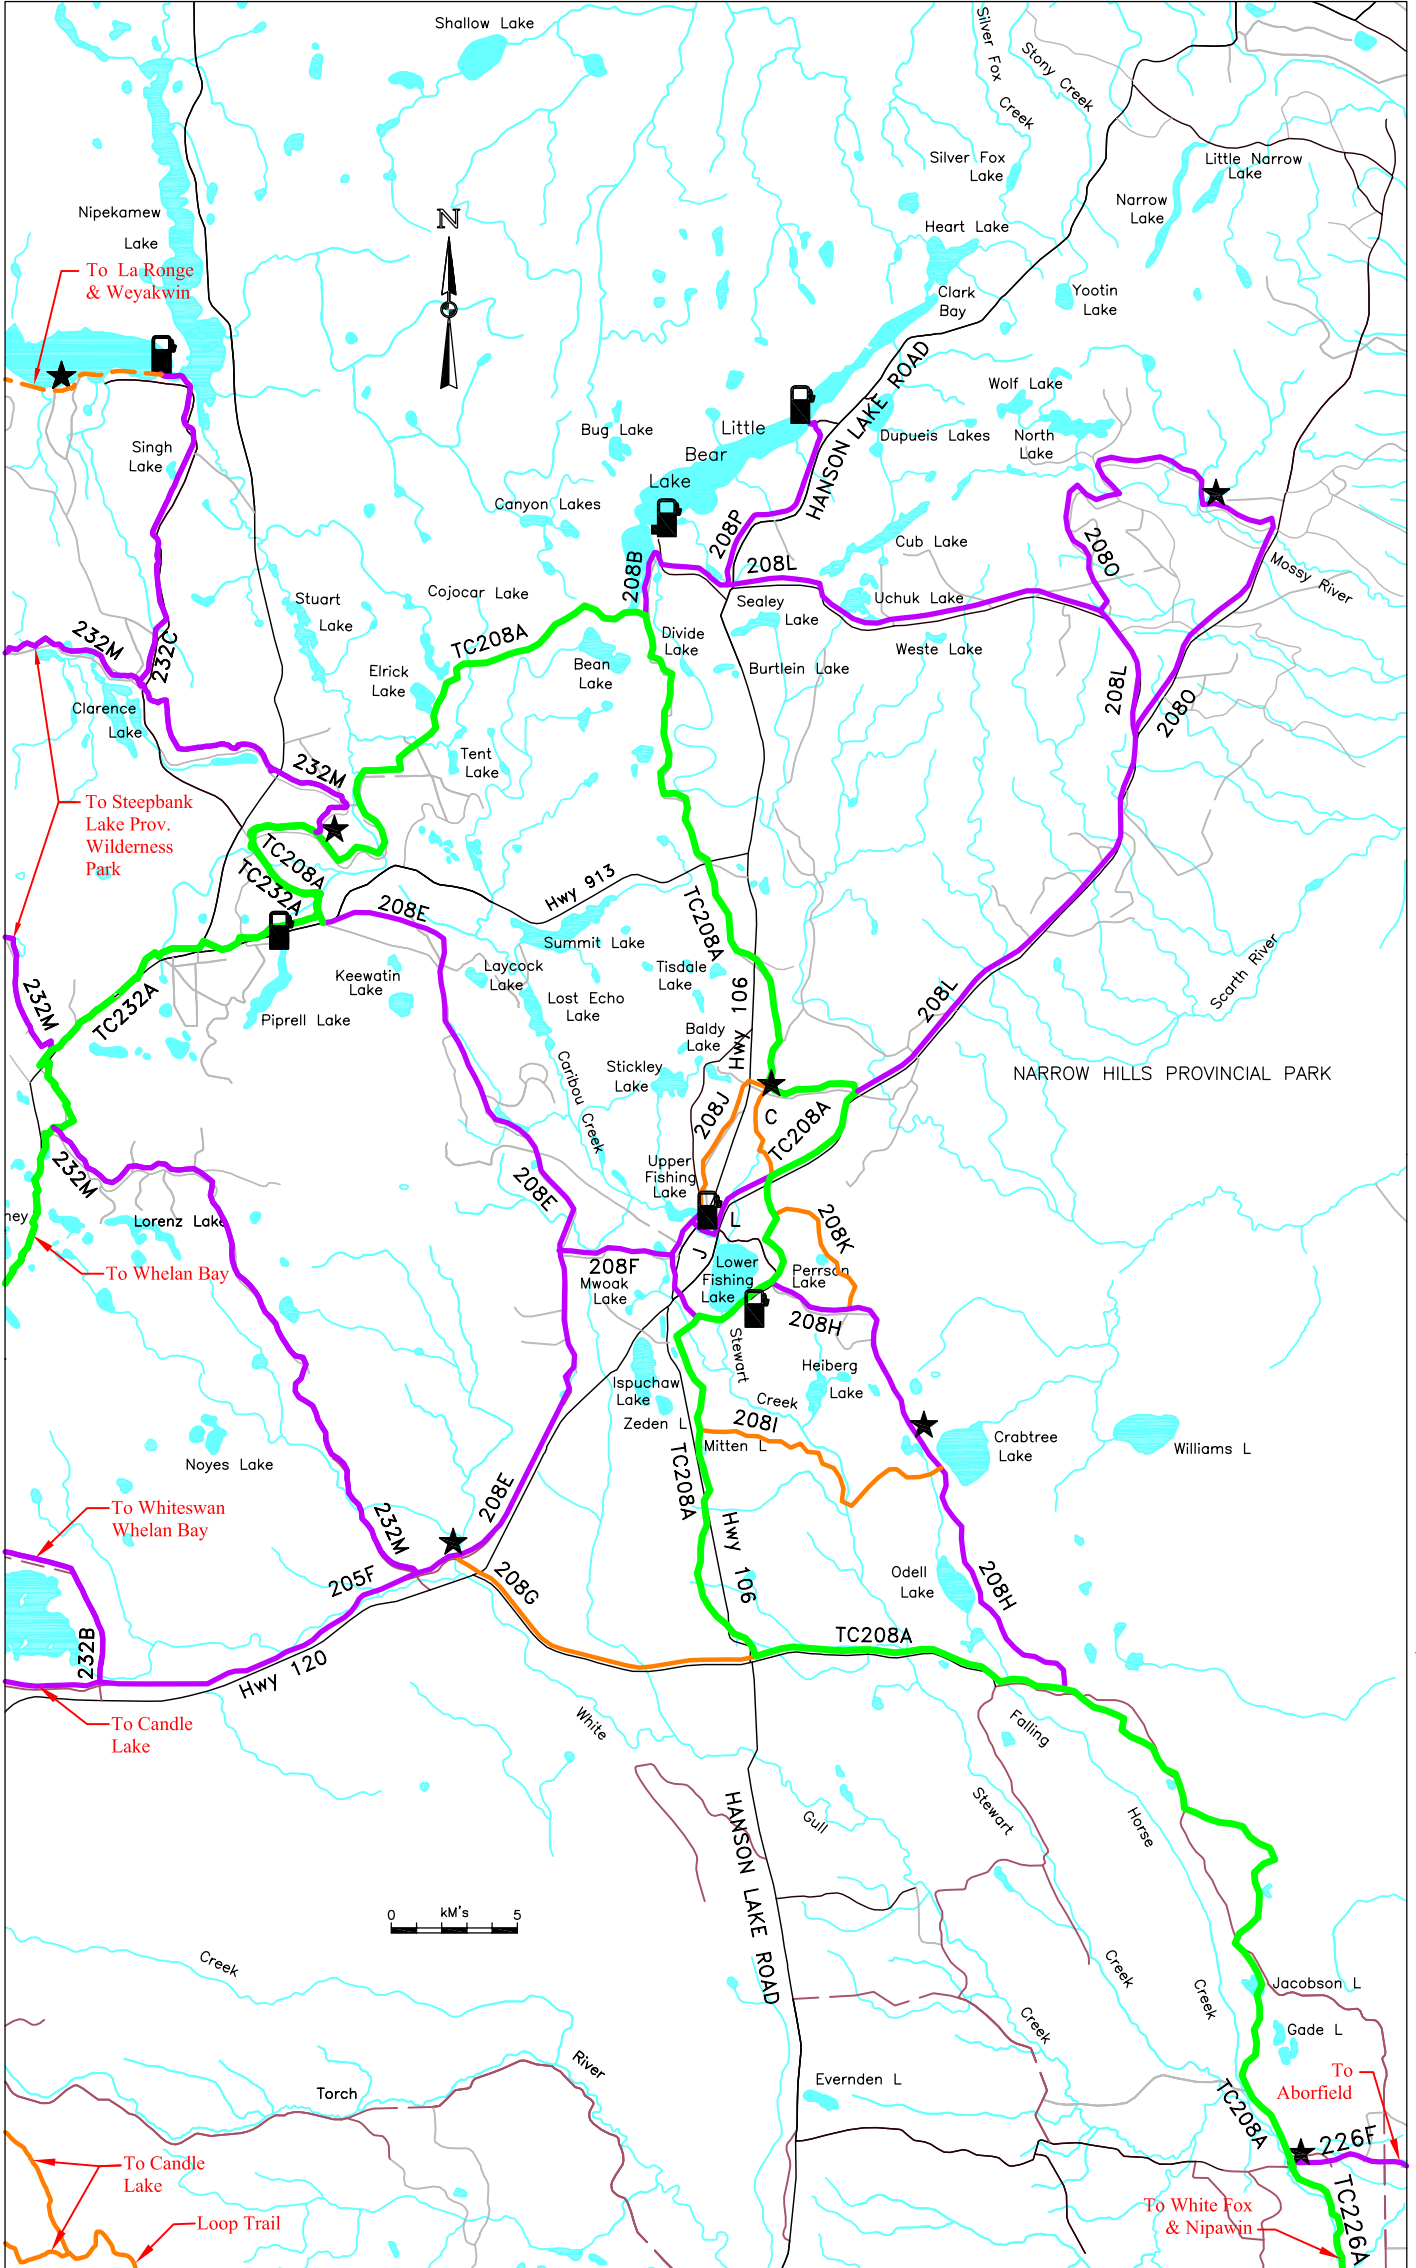 Shallow Lake
Silver Fox
Creek
Stony Creek
Silver Fox
Lake
Little Narrow
Lake
Narrow
Lake
Nipekamew
Lake
N
Heart Lake
To La Ronge
& Weyakwin
Clark
Bay
Yootin
Lake
HANSON LAKE ROAD
Wolf Lake
Bug Lake
Little
Bear
Lake
Dupueis Lakes
North
Lake
Singh
Lake
Canyon Lakes
208P
Cub Lake
208O
208B
208L
Mossy River
Stuart
Lake
Cojocar Lake
Sealey
Lake
Uchuk Lake
232M
232C
TC208A
Divide
Lake
Weste Lake
Elrick
Lake
Bean
Lake
Burtlein Lake
208L
208O
Clarence
Lake
Tent
Lake
232M
To Steepbank
Lake Prov.
Wilderness
Park
TC208A
TC232A
Hwy 913
208E
TC208A
Summit Lake
Keewatin
Lake
Laycock
Lake
Tisdale
Lake
Scarth River
232M
TC232A
Piprell Lake
Lost Echo
Lake
Hwy 106
208L
Baldy
Lake
Stickley
Lake
Caribou Creek
NARROW HILLS PROVINCIAL PARK
208J
C
TC208A
232M
208E
Upper
Fishing
Lake
ney
Lorenz Lake
L
208K
J
208F
Lower
Fishing
Lake
Perrson
Lake
To Whelan Bay
Mwoak
Lake
208H
Stewart
Creek
Heiberg
Lake
Ispuchaw
Lake
Zeden L
208I
Mitten L
Crabtree
Lake
Williams L
Noyes Lake
TC208A
To Whiteswan
Whelan Bay
232M
208E
Hwy 106
205F
208G
Odell
Lake
208H
232B
TC208A
Hwy 120
To Candle
Lake
White
Falling
HANSON LAKE ROAD
Gull
Stewart
Horse
0 kM's 5
Creek
Creek
Creek
Jacobson L
Creek
Gade L
River
Torch
Evernden L
To
Aborfield
TC208A
226F
To Candle
Lake
To White Fox
& Nipawin
TC226A
Loop Trail